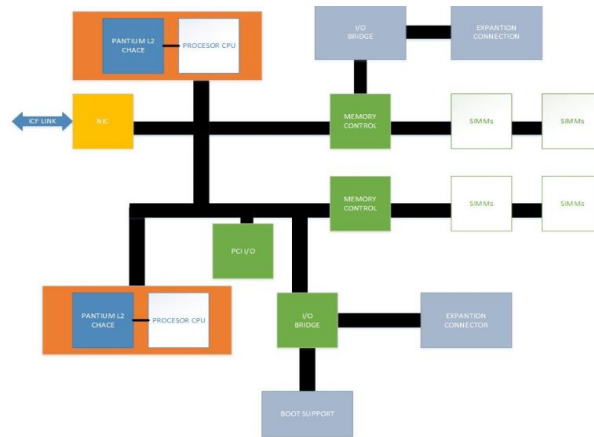 PANTIUM L2
CHACE
PROCESOR CPU
I/O
BRIDGE
EXPANTION
CONNECTION
ICF LINK
NIC
MEMORY
CONTROL
SIMMs
SIMMs
MEMORY
CONTROL
SIMMs
SIMMs
PCI I/O
PANTIUM L2
CHACE
PROCESOR CPU
I/O
BRIDGE
EXPANTION
CONNECTOR
BOOT SUPPORT